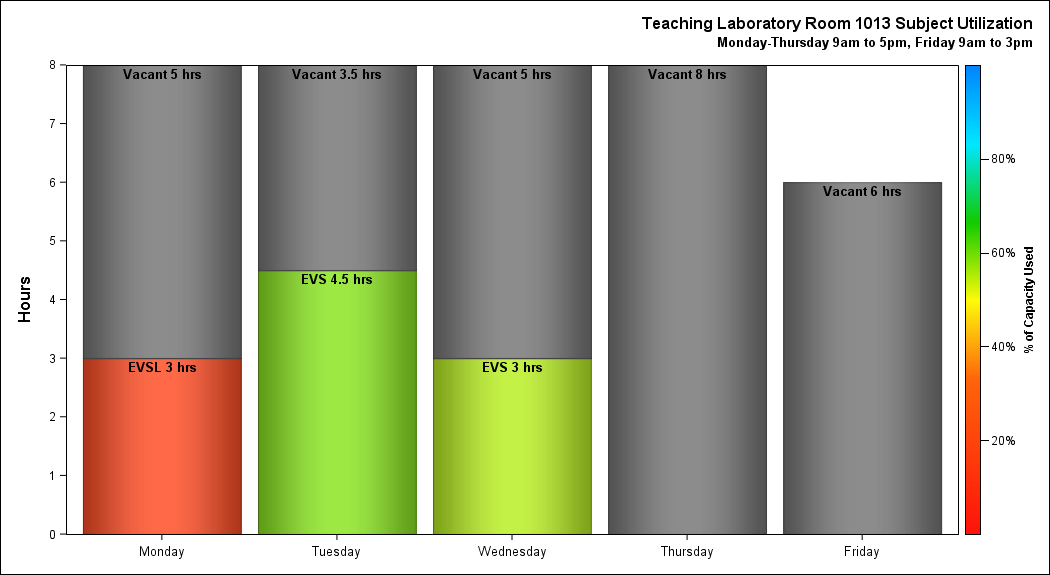 Teaching Laboratory Room 1013 Subject Utilization
Monday-Thursday 9am to 5pm, Friday 9am to 3pm
Hours
8
7
6
5
4
3
2
1
0
Vacant 5 hrs
EVSL 3 hrs
Vacant 3.5 hrs
EVS 4.5 hrs
Vacant 5 hrs
EVS 3 hrs
Vacant 8 hrs
Vacant 6 hrs
Monday
Tuesday
Wednesday
Thursday
Friday
80%
60%
40%
20%
% of Capacity Used